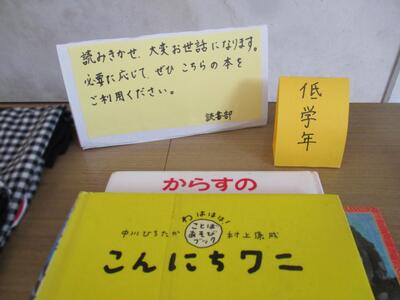 読みきかせ、大変お世話になります。
必要に応じて、ぜひこちらの本を
ご利用ください。
読書部
低学年
からすの
わははは!
ことば
あそび
ブック
中川ひろたか
村上康成
こんにちワニ